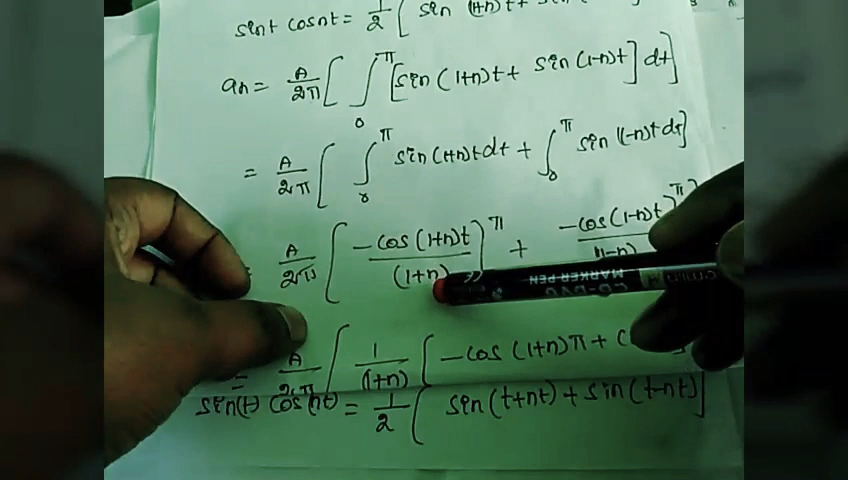 sint cosnt = 1/2 [ sin (1+n)t +
an = A/2π [ ∫₀^π [sin (1+n)t + sin (1-n)t] dt]
= A/2π [ ∫₀^π sin (1+n)t dt + ∫₀^π sin (1-n)t dt]
= A/2π [ -cos (1+n)t / (1+n) ]^π + -cos (1-n)t / (1-n) ]^π
= A/2π [ 1/(1+n) [ -cos (1+n)π +
sin(t) cos(nt) = 1/2 [ sin (t+nt) + sin (t-nt)]
CD-DVD
MARKER PEN